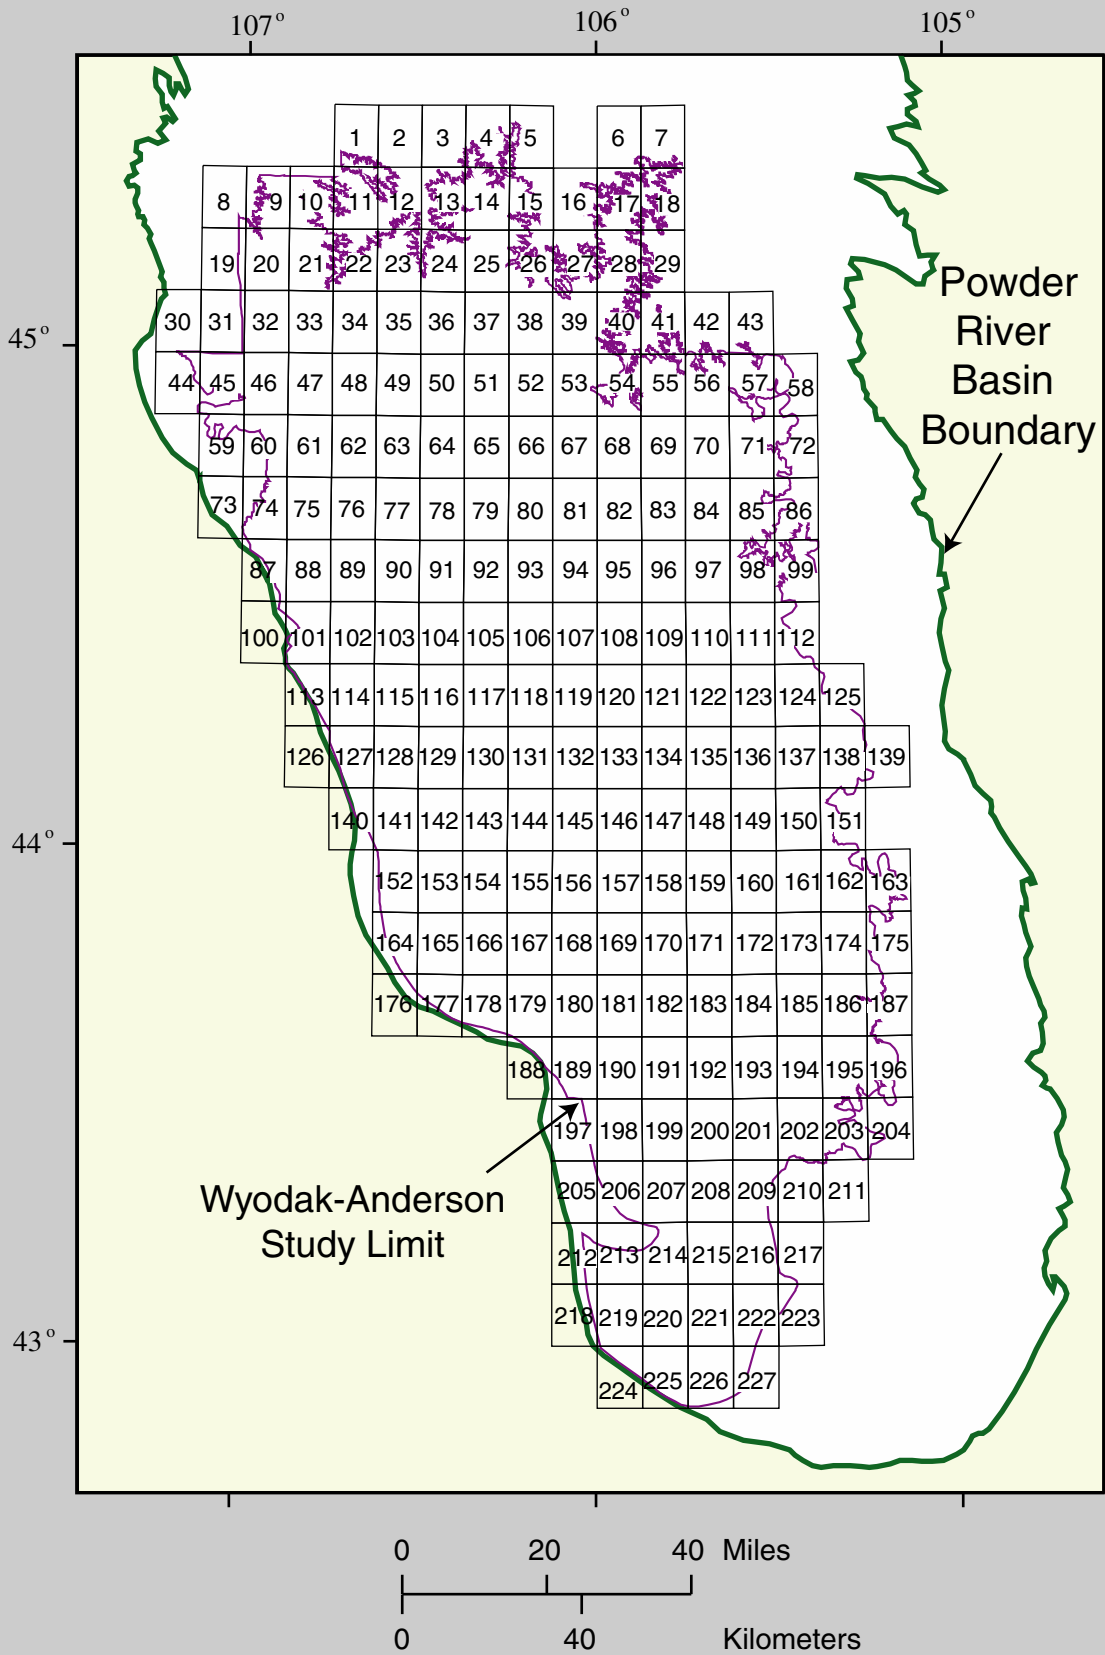 107° 106° 105°
1 2 3 4 5 6 7
8 9 10 11 12 13 14 15 16 17 18
19 20 21 22 23 24 25 26 27 28 29
Powder
River
Basin
Boundary
45°
30 31 32 33 34 35 36 37 38 39 40 41 42 43
44 45 46 47 48 49 50 51 52 53 54 55 56 57 58
59 60 61 62 63 64 65 66 67 68 69 70 71 72
73 74 75 76 77 78 79 80 81 82 83 84 85 86
87 88 89 90 91 92 93 94 95 96 97 98 99
100 101 102 103 104 105 106 107 108 109 110 111 112
113 114 115 116 117 118 119 120 121 122 123 124 125
126 127 128 129 130 131 132 133 134 135 136 137 138 139
44°
140 141 142 143 144 145 146 147 148 149 150 151
152 153 154 155 156 157 158 159 160 161 162 163
164 165 166 167 168 169 170 171 172 173 174 175
176 177 178 179 180 181 182 183 184 185 186 187
188 189 190 191 192 193 194 195 196
197 198 199 200 201 202 203 204
Wyodak-Anderson
Study Limit
205 206 207 208 209 210 211
212 213 214 215 216 217
43°
218 219 220 221 222 223
224 225 226 227
0 20 40 Miles
0 40 Kilometers